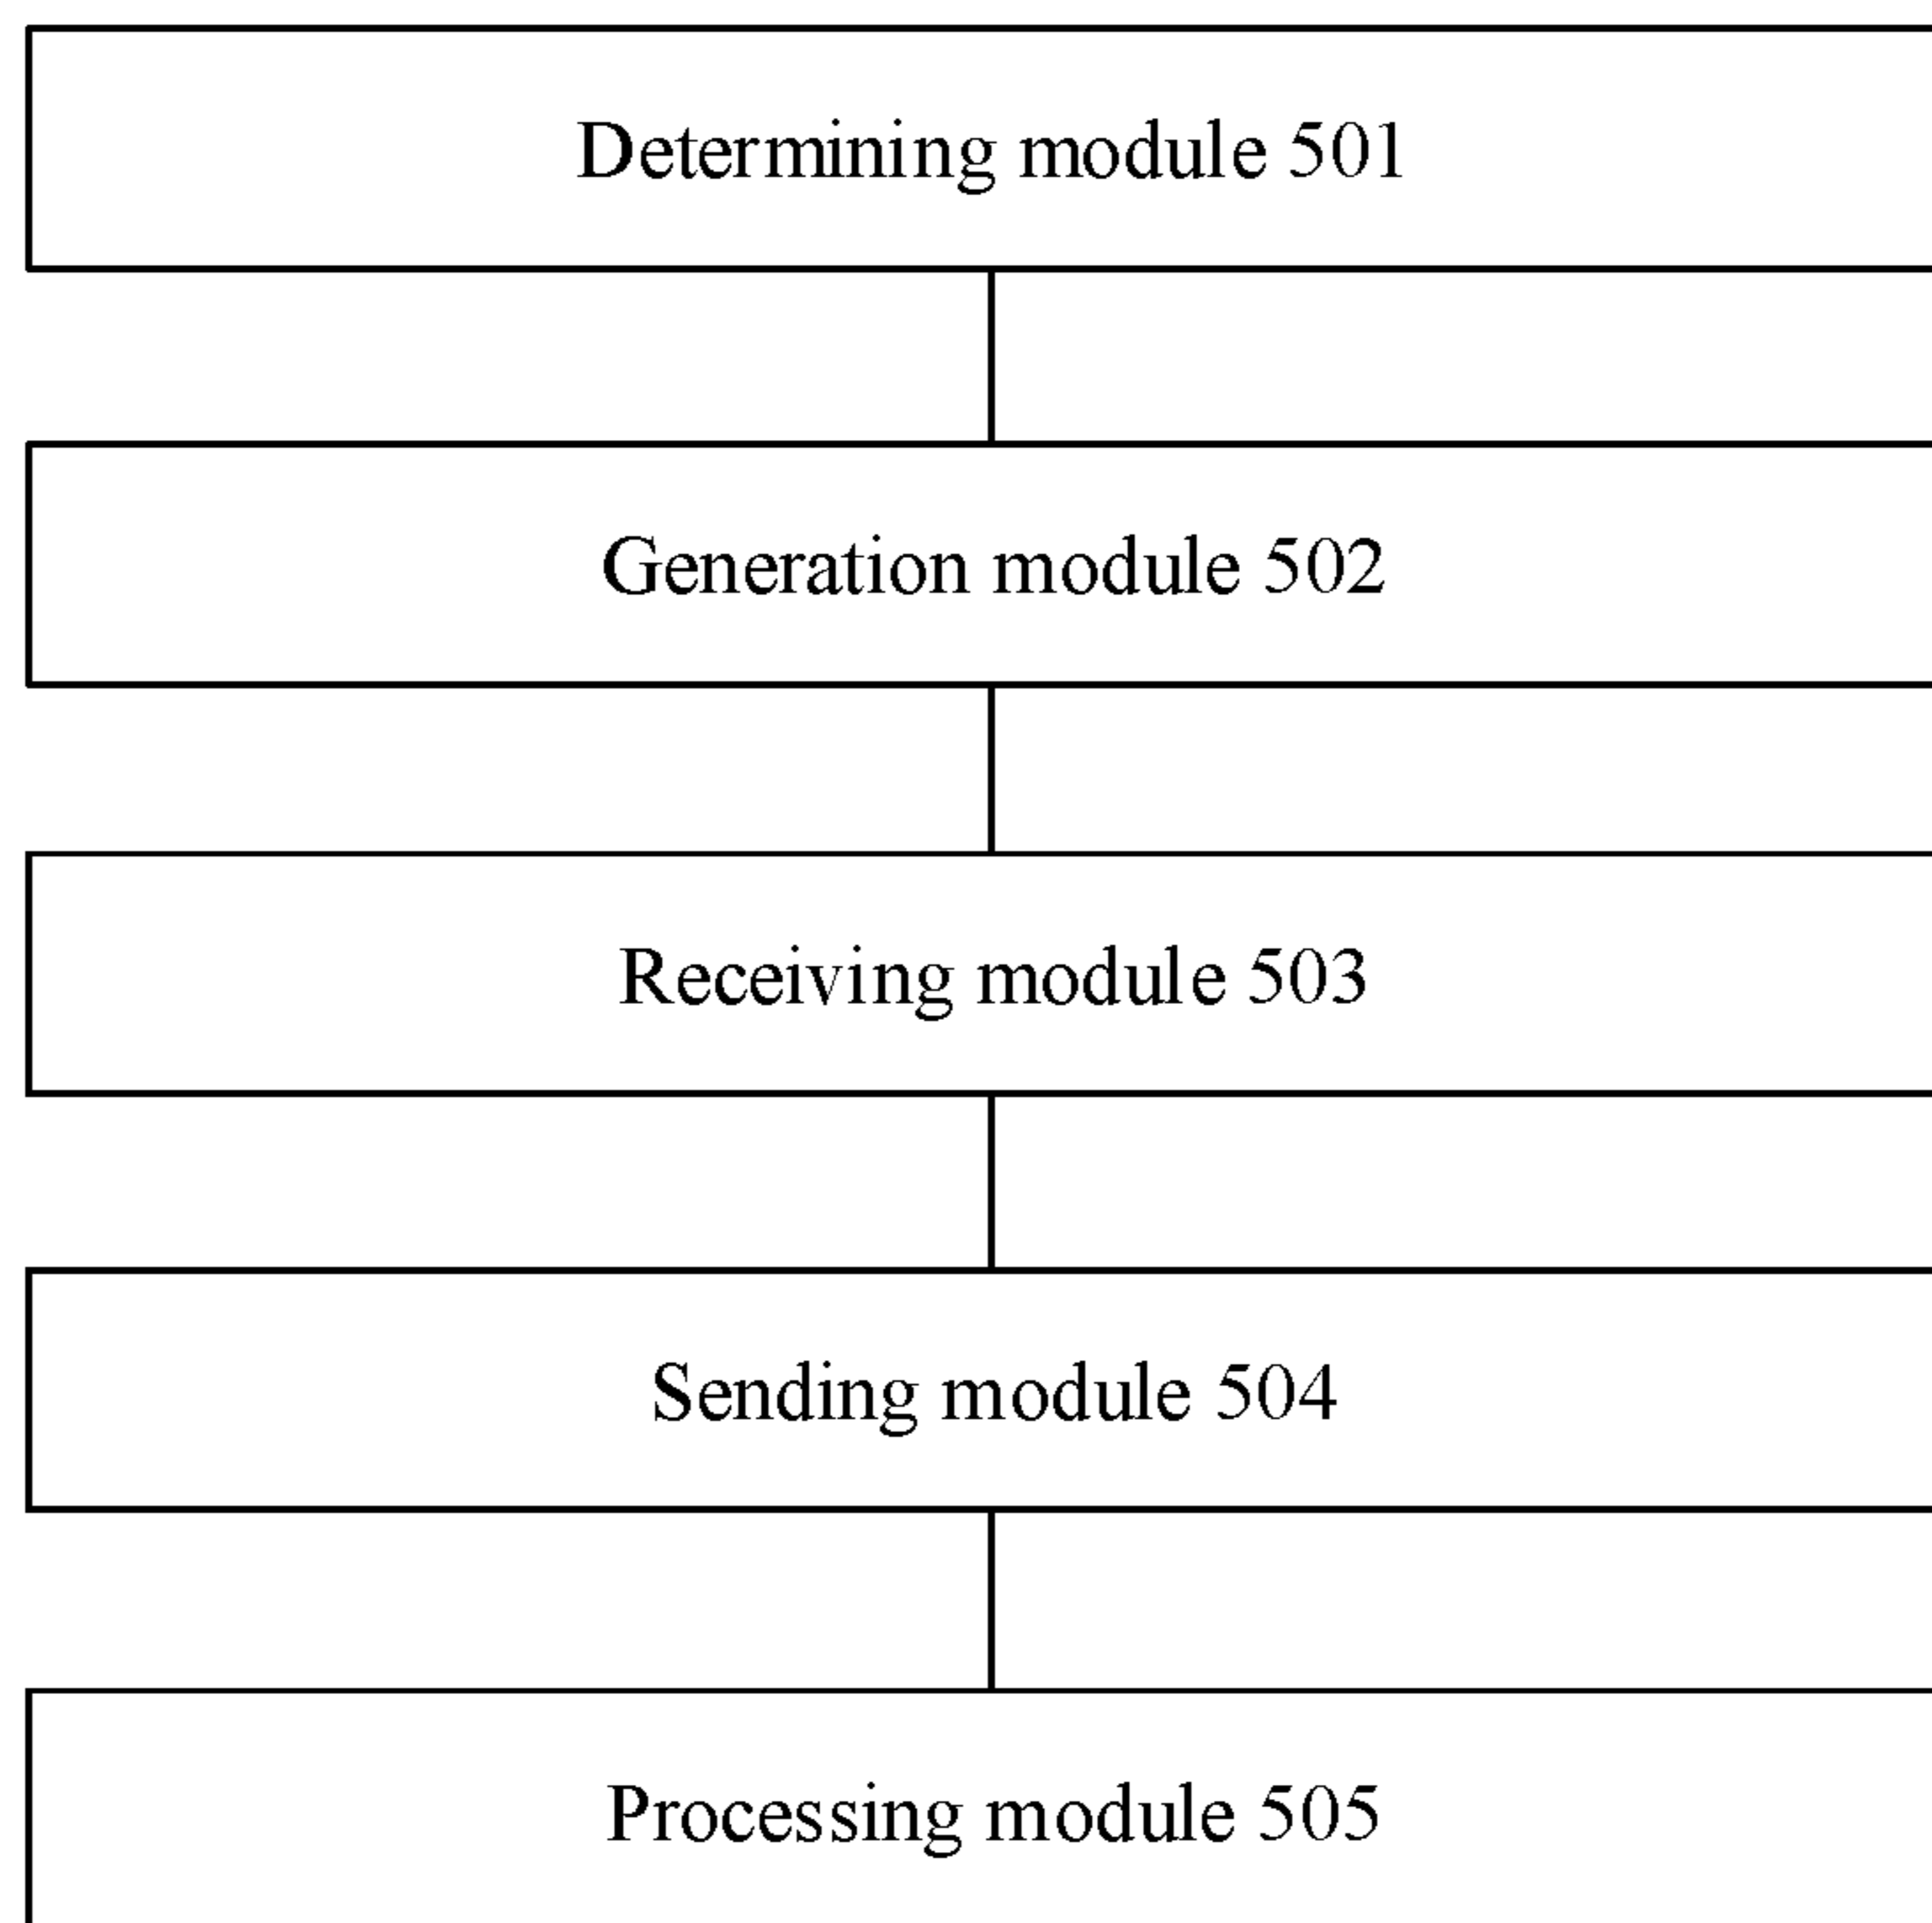 Determining module 501
Generation module 502
Receiving module 503
Sending module 504
Processing module 505